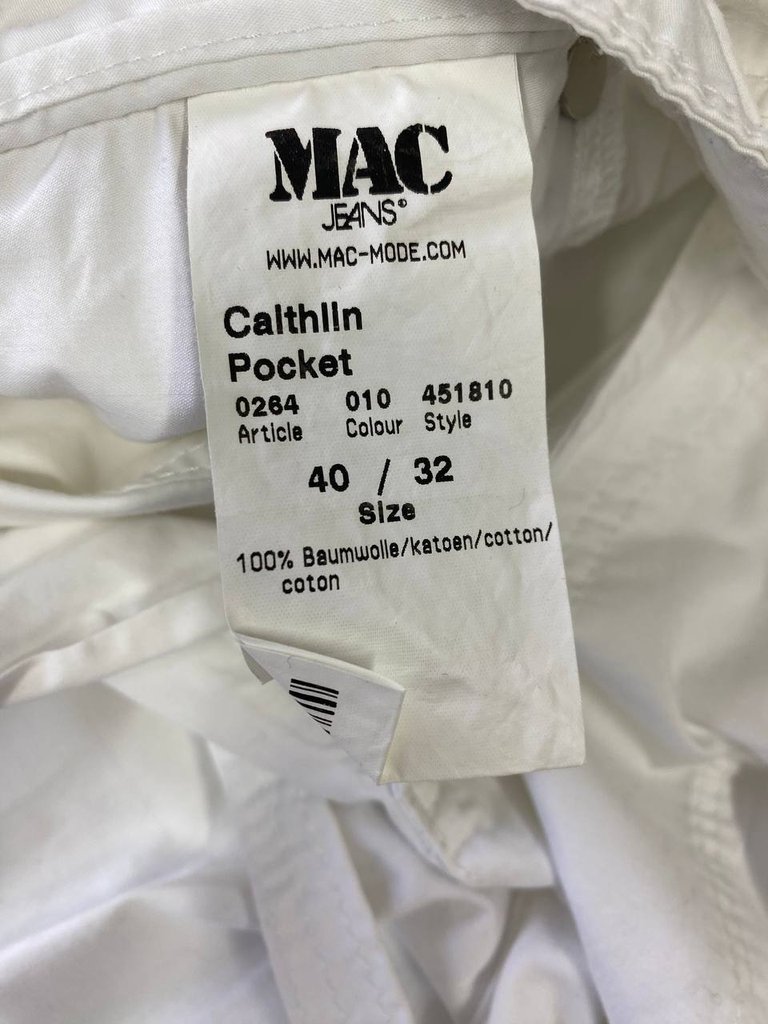 MAC
JEANS®
WWW.MAC-MODE.COM
Caithlin
Pocket
0264 010 451810
Article Colour Style
40 / 32
Size
100% Baumwolle/katoen/cotton/
coton